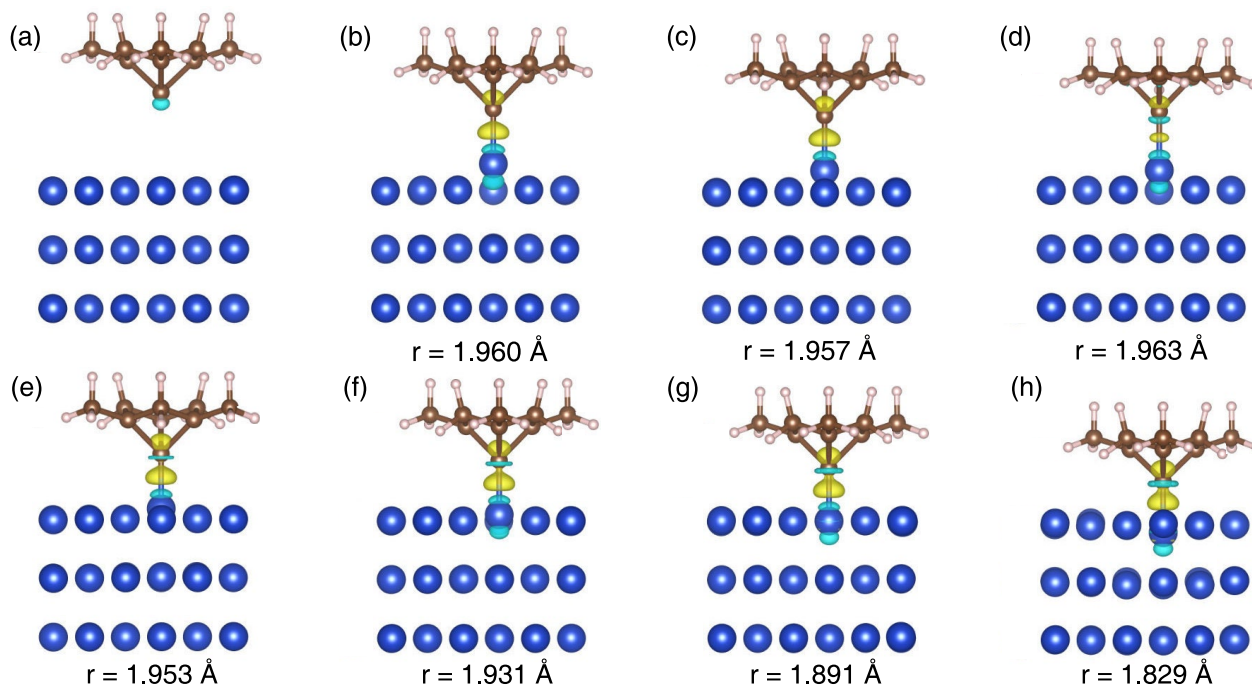 (a)
(b)
(c)
(d)
r = 1.960 Å
r = 1.957 Å
r = 1.963 Å
(e)
(f)
(g)
(h)
r = 1.953 Å
r = 1.931 Å
r = 1.891 Å
r = 1.829 Å